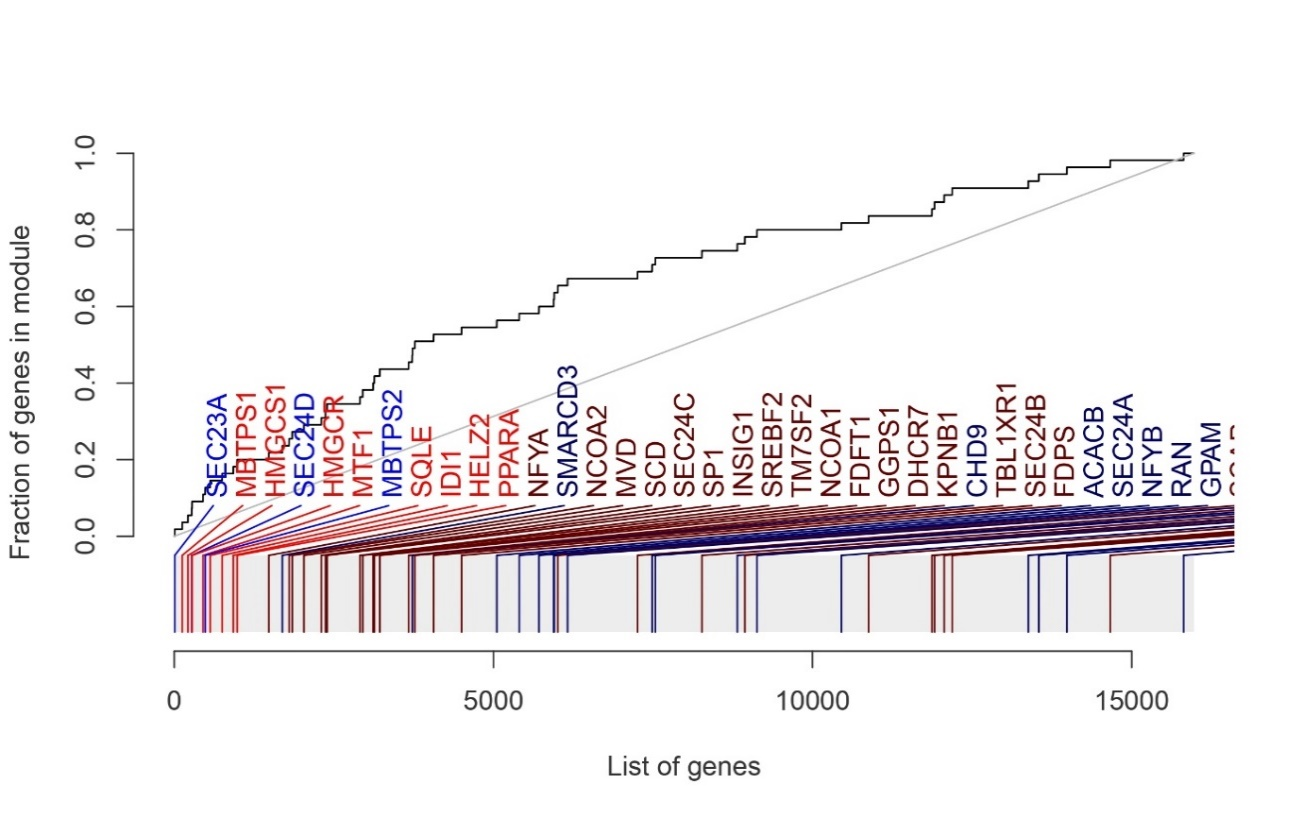 Fraction of genes in module
1.0
0.8
0.6
0.4
0.2
0.0
SEC23A
MBTPS1
HMGCS1
SEC24D
HMGCR
MTF1
MBTPS2
SQLE
IDI1
HELZ2
PPARA
NFYA
SMARCD3
NCOA2
MVD
SCD
SEC24C
SP1
INSIG1
SREBF2
TM7SF2
NCOA1
FDFT1
GGPS1
DHCR7
KPNB1
CHD9
TBL1XR1
SEC24B
FDPS
ACACB
SEC24A
NFYB
RAN
GPAM
0 5000 10000 15000
List of genes